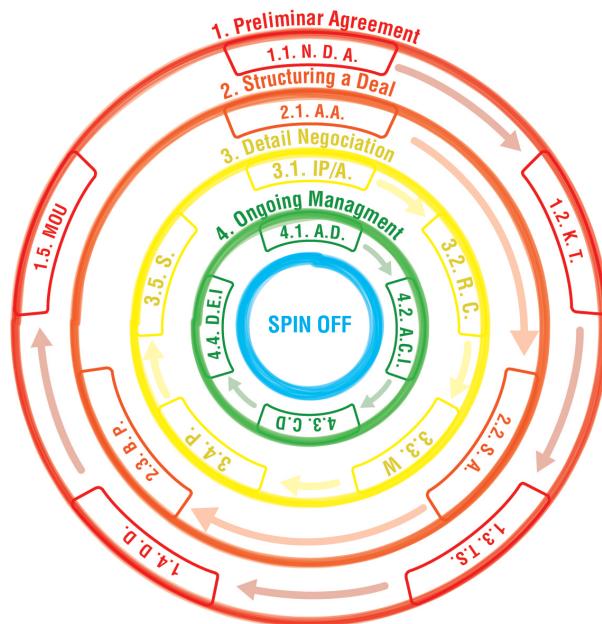 1. Preliminar Agreement
1.1. N. D. A.
1.2. K. T.
1.3. T.S.
1.4. D. D.
1.5. MOU
2. Structuring a Deal
2.1. A.A.
2.2. S. A.
2.3. B. P.
3. Detail Negociation
3.1. IP/A.
3.2. R. C.
3.3. W
3.4. P.
3.5. S.
4. Ongoing Managment
4.1. A.D.
4.2. A.C.I.
4.3. C.D
4.4. D.E.I
SPIN OFF